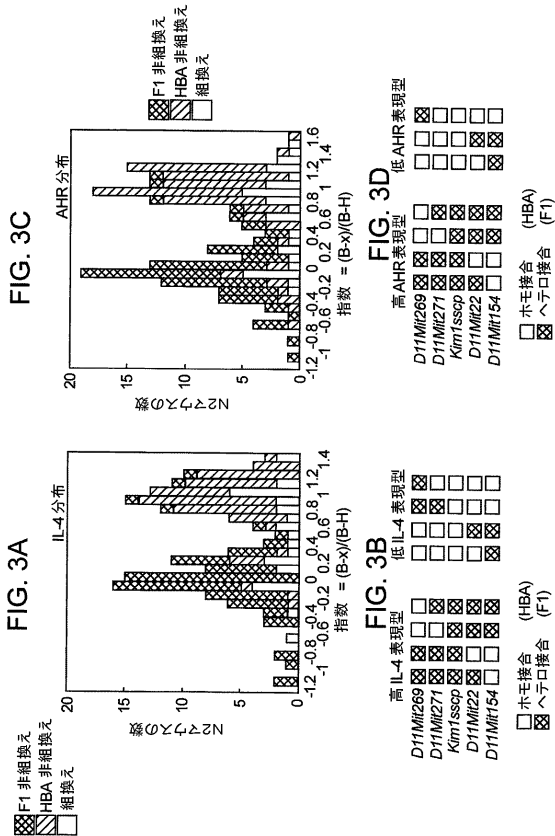 FIG. 3A
F1 非組換え
HBA 非組換え
組換え
IL-4 分布
N2マウスの数
20
15
10
5
0
-1.2 -1 -0.8 -0.6 -0.4 -0.2 0 0.2 0.4 0.6 0.8 1 1.2 1.4
指数 = (B-x)/(B-H)
FIG. 3B
高 IL-4 表現型
低 IL-4 表現型
D11Mit269
D11Mit271
Kim1sscp
D11Mit22
D11Mit154
ホモ接合 (HBA)
ヘテロ接合 (F1)
FIG. 3C
AHR 分布
F1 非組換え
HBA 非組換え
組換え
N2マウスの数
20
15
10
5
0
-1.2 -1 -0.8 -0.6 -0.4 -0.2 0 0.2 0.4 0.6 0.8 1 1.2 1.4 1.6
指数 = (B-x)/(B-H)
FIG. 3D
高 AHR 表現型
低 AHR 表現型
D11Mit269
D11Mit271
Kim1sscp
D11Mit22
D11Mit154
ホモ接合 (HBA)
ヘテロ接合 (F1)